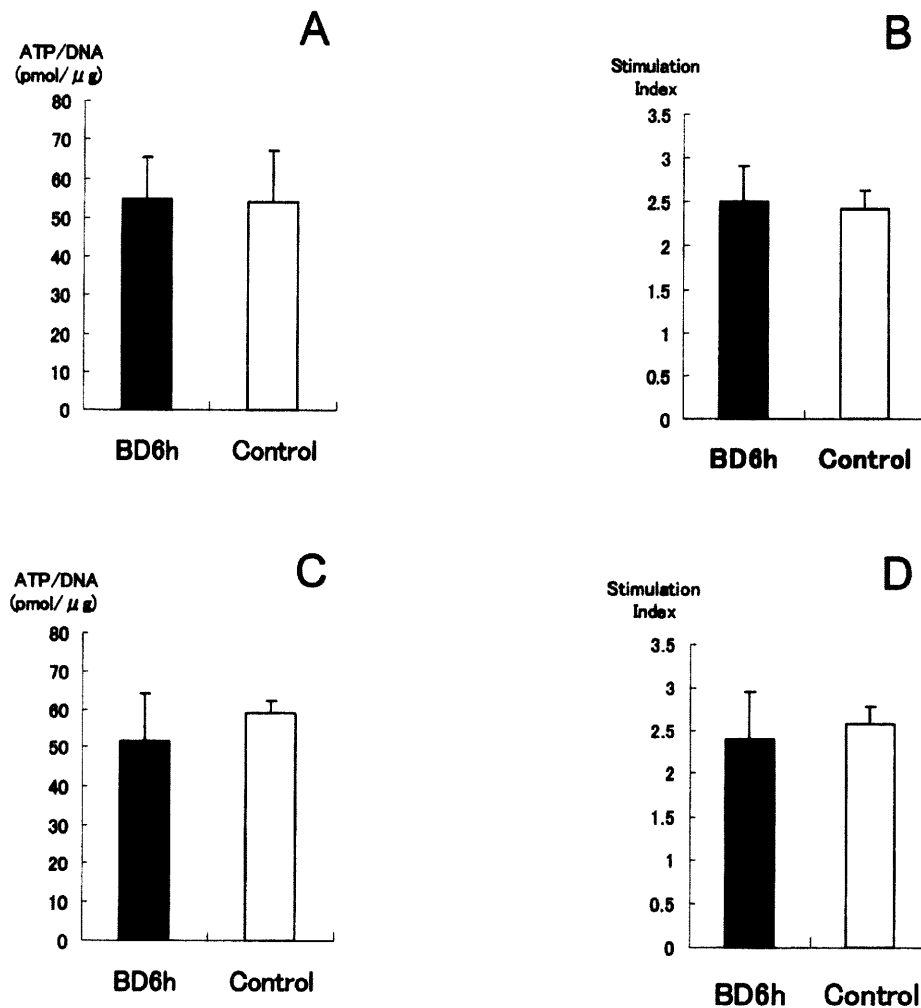 A
ATP/DNA
(pmol/μg)
80
70
60
50
40
30
20
10
0
BD6h Control
B
Stimulation
Index
3.5
3
2.5
2
1.5
1
0.5
0
BD6h Control
C
ATP/DNA
(pmol/μg)
80
70
60
50
40
30
20
10
0
BD6h Control
D
Stimulation
Index
3.5
3
2.5
2
1.5
1
0.5
0
BD6h Control